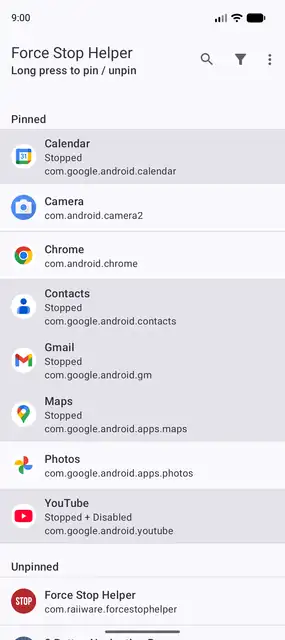 9:00
Force Stop Helper
Long press to pin / unpin
Pinned
31
Calendar
Stopped
com.google.android.calendar
Camera
com.android.camera2
Chrome
com.android.chrome
Contacts
Stopped
com.google.android.contacts
Gmail
Stopped
com.google.android.gm
Maps
Stopped
com.google.android.apps.maps
Photos
com.google.android.apps.photos
YouTube
Stopped + Disabled
com.google.android.youtube
Unpinned
STOP
Force Stop Helper
com.raiiware.forcestophelper